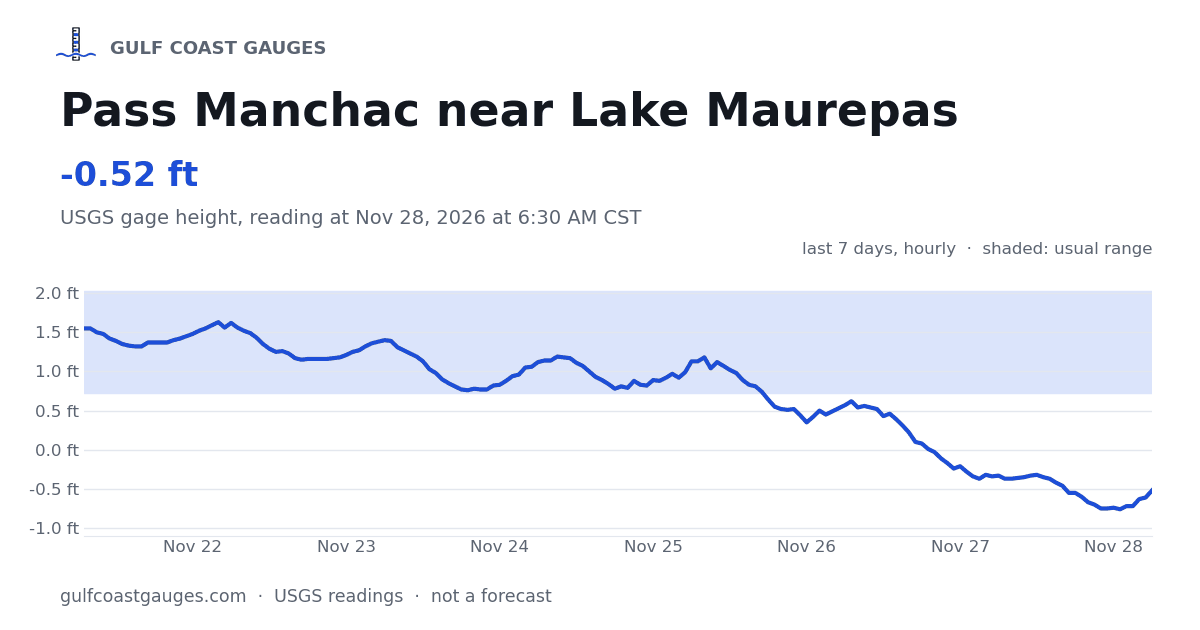 GULF COAST GAUGES
Pass Manchac near Lake Maurepas
-0.52 ft
USGS gage height, reading at Nov 28, 2026 at 6:30 AM CST
last 7 days, hourly · shaded: usual range
2.0 ft
1.5 ft
1.0 ft
0.5 ft
0.0 ft
-0.5 ft
-1.0 ft
Nov 22 Nov 23 Nov 24 Nov 25 Nov 26 Nov 27 Nov 28
gulfcoastgauges.com · USGS readings · not a forecast